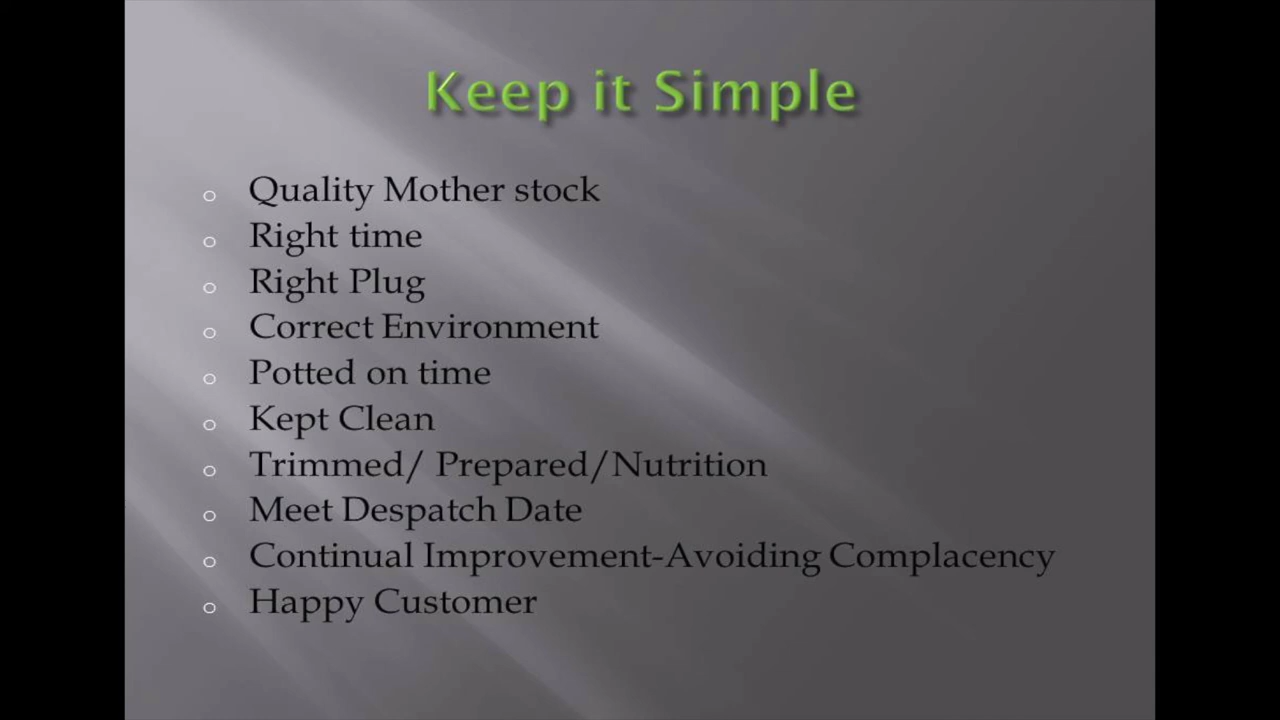 Keep it Simple
Quality Mother stock
Right time
Right Plug
Correct Environment
Potted on time
Kept Clean
Trimmed/ Prepared/Nutrition
Meet Despatch Date
Continual Improvement-Avoiding Complacency
Happy Customer